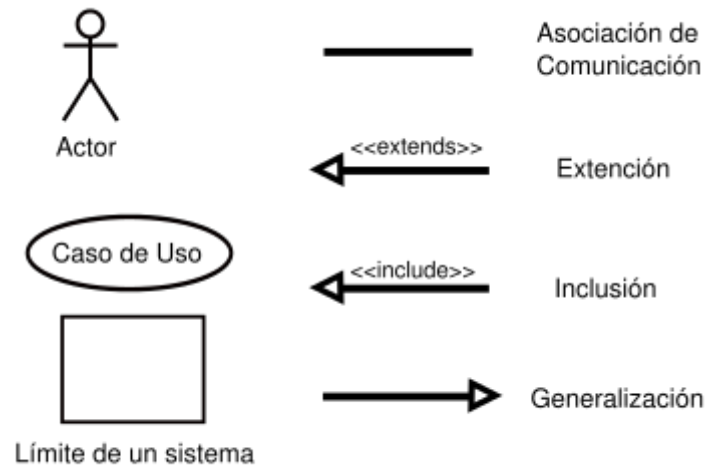 Actor
Caso de Uso
Límite de un sistema
Asociación de
Comunicación
<<extends>>
Extención
<<include>>
Inclusión
Generalización